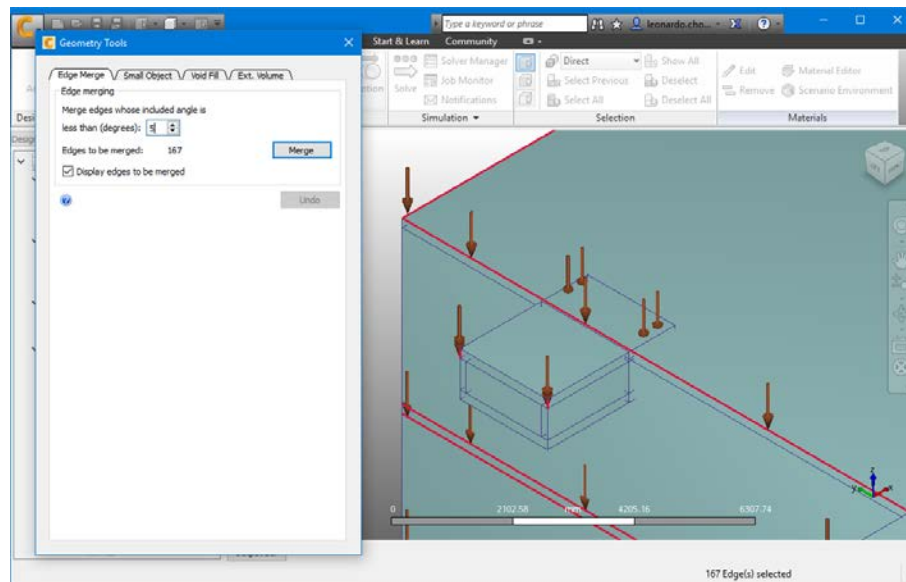 Type a keyword or phrase
leonardo.cho...
Geometry Tools
Start & Learn Community
Edge Merge Small Object Void Fill Ext. Volume
Edge merging
Merge edges whose included angle is
less than (degrees): 5
Edges to be merged: 167 Merge
Display edges to be merged
Undo
Solve
Solver Manager
Job Monitor
Notifications
Simulation
Direct
Select Previous
Select All
Show All
Deselect
Deselect All
Selection
Edit
Remove
Material Editor
Scenario Environment
Materials
0 2102.58 mm 4205.16 6307.74
z
y x
167 Edge(s) selected